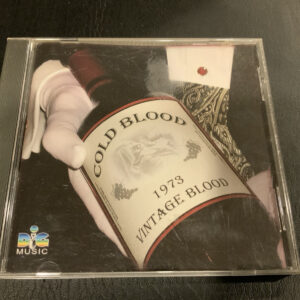 COLD BLOOD
1973
VINTAGE BLOOD
DIG
MUSIC